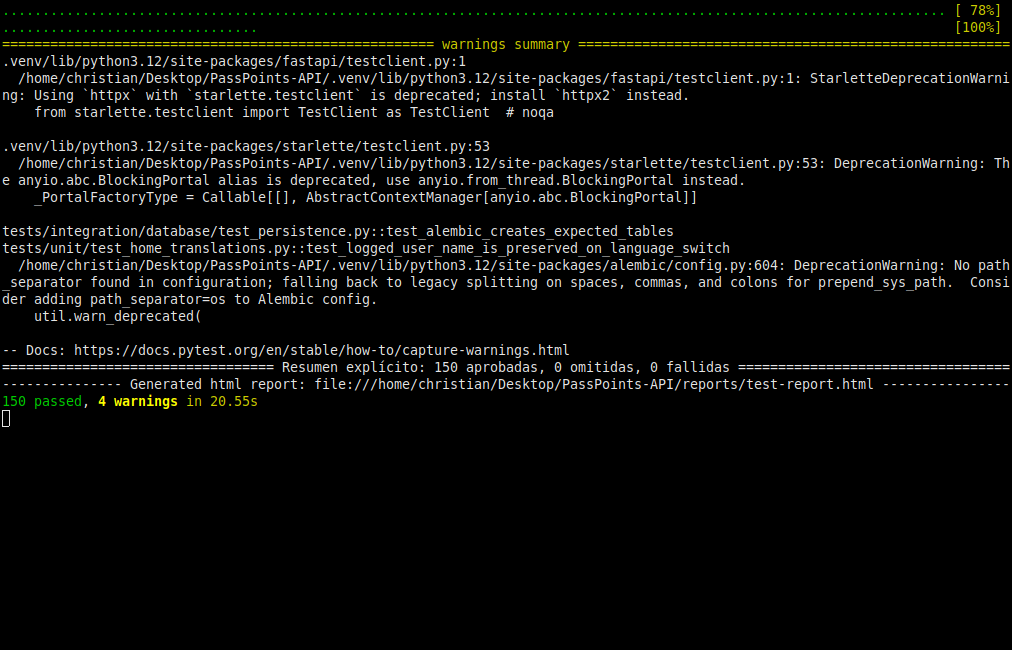 ...................................................................................................................... [ 78%]
................................ [100%]
====================================================== warnings summary ======================================================
.venv/lib/python3.12/site-packages/fastapi/testclient.py:1
  /home/christian/Desktop/PassPoints-API/.venv/lib/python3.12/site-packages/fastapi/testclient.py:1: StarletteDeprecationWarni
ng: Using `httpx` with `starlette.testclient` is deprecated; install `httpx2` instead.
    from starlette.testclient import TestClient as TestClient  # noqa
.venv/lib/python3.12/site-packages/starlette/testclient.py:53
  /home/christian/Desktop/PassPoints-API/.venv/lib/python3.12/site-packages/starlette/testclient.py:53: DeprecationWarning: Th
e anyio.abc.BlockingPortal alias is deprecated, use anyio.from_thread.BlockingPortal instead.
    _PortalFactoryType = Callable[[], AbstractContextManager[anyio.abc.BlockingPortal]]
tests/integration/database/test_persistence.py::test_alembic_creates_expected_tables
tests/unit/test_home_translations.py::test_logged_user_name_is_preserved_on_language_switch
  /home/christian/Desktop/PassPoints-API/.venv/lib/python3.12/site-packages/alembic/config.py:604: DeprecationWarning: No path
_separator found in configuration; falling back to legacy splitting on spaces, commas, and colons for prepend_sys_path.  Consi
der adding path_separator=os to Alembic config.
    util.warn_deprecated(
-- Docs: https://docs.pytest.org/en/stable/how-to/capture-warnings.html
================================== Resumen explícito: 150 aprobadas, 0 omitidas, 0 fallidas ==================================
--------------- Generated html report: file:///home/christian/Desktop/PassPoints-API/reports/test-report.html ----------------
150 passed, 4 warnings in 20.55s